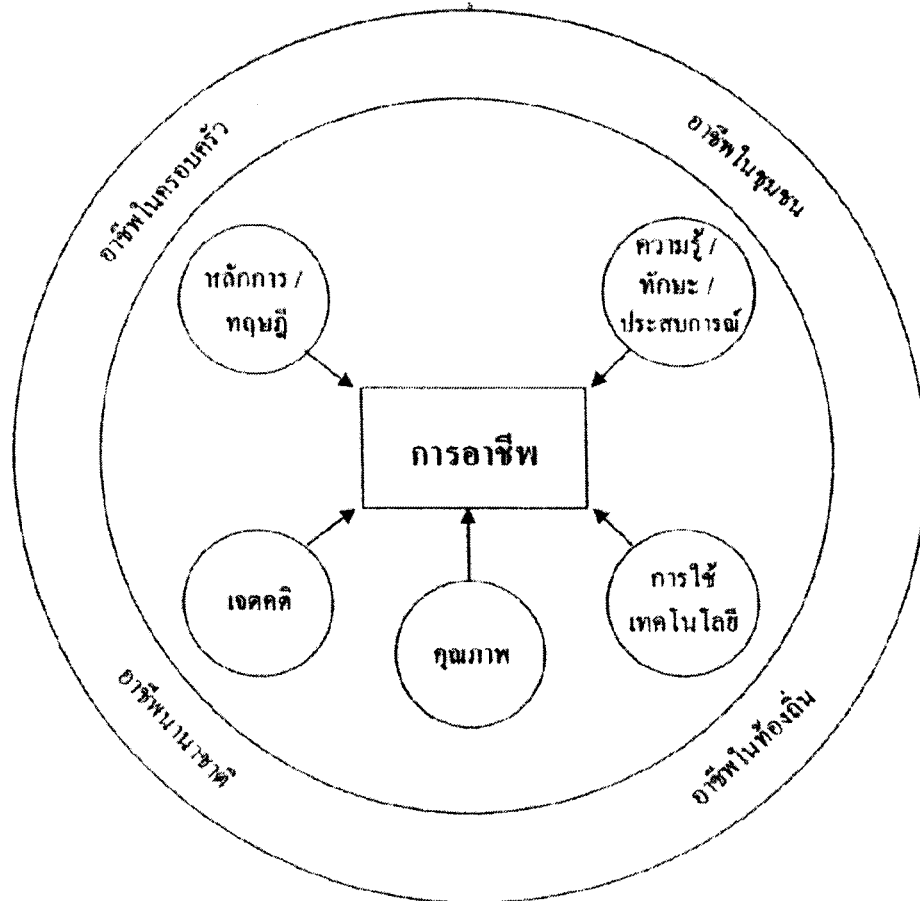 อาชีพในครอบครัว
อาชีพในชุมชน
หลักการ /
ทฤษฎี
ความรู้ /
ทักษะ /
ประสบการณ์
การอาชีพ
เจตคติ
คุณภาพ
การใช้
เทคโนโลยี
อาชีพนานาชาติ
อาชีพในท้องถิ่น